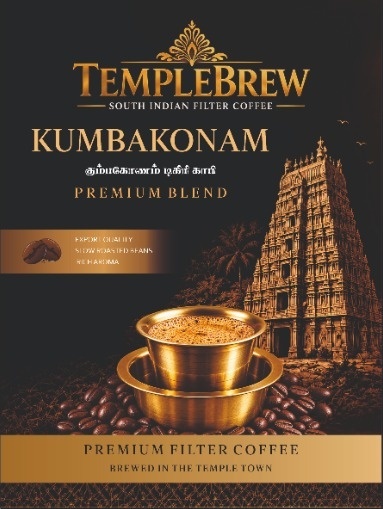 TEMPLEBREW
SOUTH INDIAN FILTER COFFEE
KUMBAKONAM
கும்பகோணம் டிகிரி காபி
PREMIUM BLEND
EXPORT QUALITY
SLOW ROASTED BEANS
RICH AROMA
PREMIUM FILTER COFFEE
BREWED IN THE TEMPLE TOWN